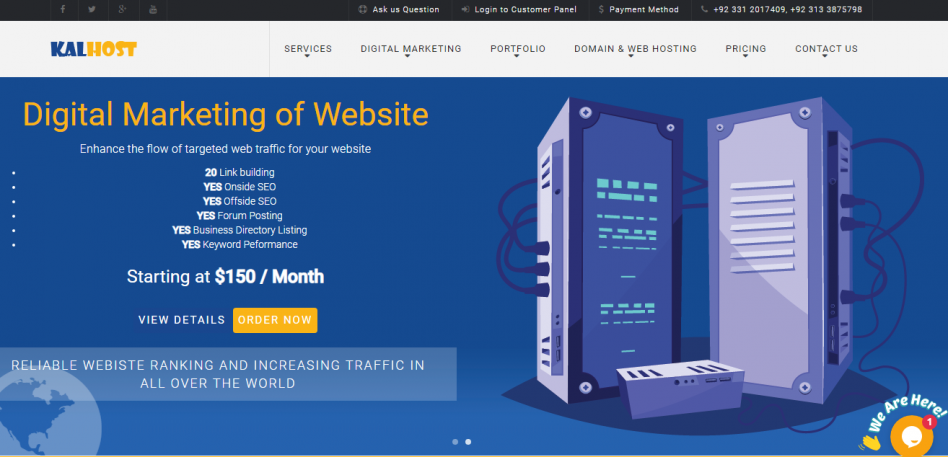 Ask us Question Login to Customer Panel $ Payment Method +92 331 2017409, +92 313 3875798
KALHOST
SERVICES DIGITAL MARKETING PORTFOLIO DOMAIN & WEB HOSTING PRICING CONTACT US
Digital Marketing of Website
Enhance the flow of targeted web traffic for your website
20 Link building
YES Onside SEO
YES Offside SEO
YES Forum Posting
YES Business Directory Listing
YES Keyword Peformance
Starting at $150 / Month
VIEW DETAILS ORDER NOW
RELIABLE WEBISTE RANKING AND INCREASING TRAFFIC IN
ALL OVER THE WORLD
We Are Here!
1